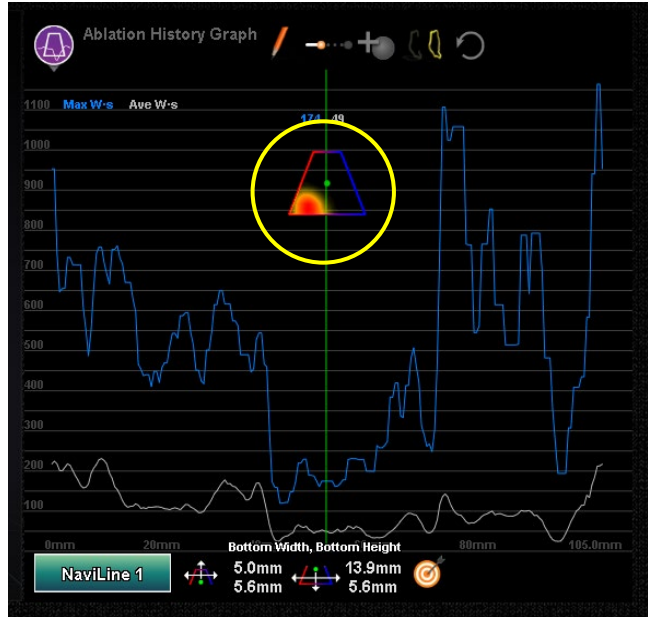 Ablation History Graph
1100 Max W·s Ave W·s
174 49
1000
900
800
700
600
500
400
300
200
100
0mm 20mm 80mm 105.0mm
Bottom Width, Bottom Height
NaviLine 1
5.0mm 13.9mm
5.6mm 5.6mm